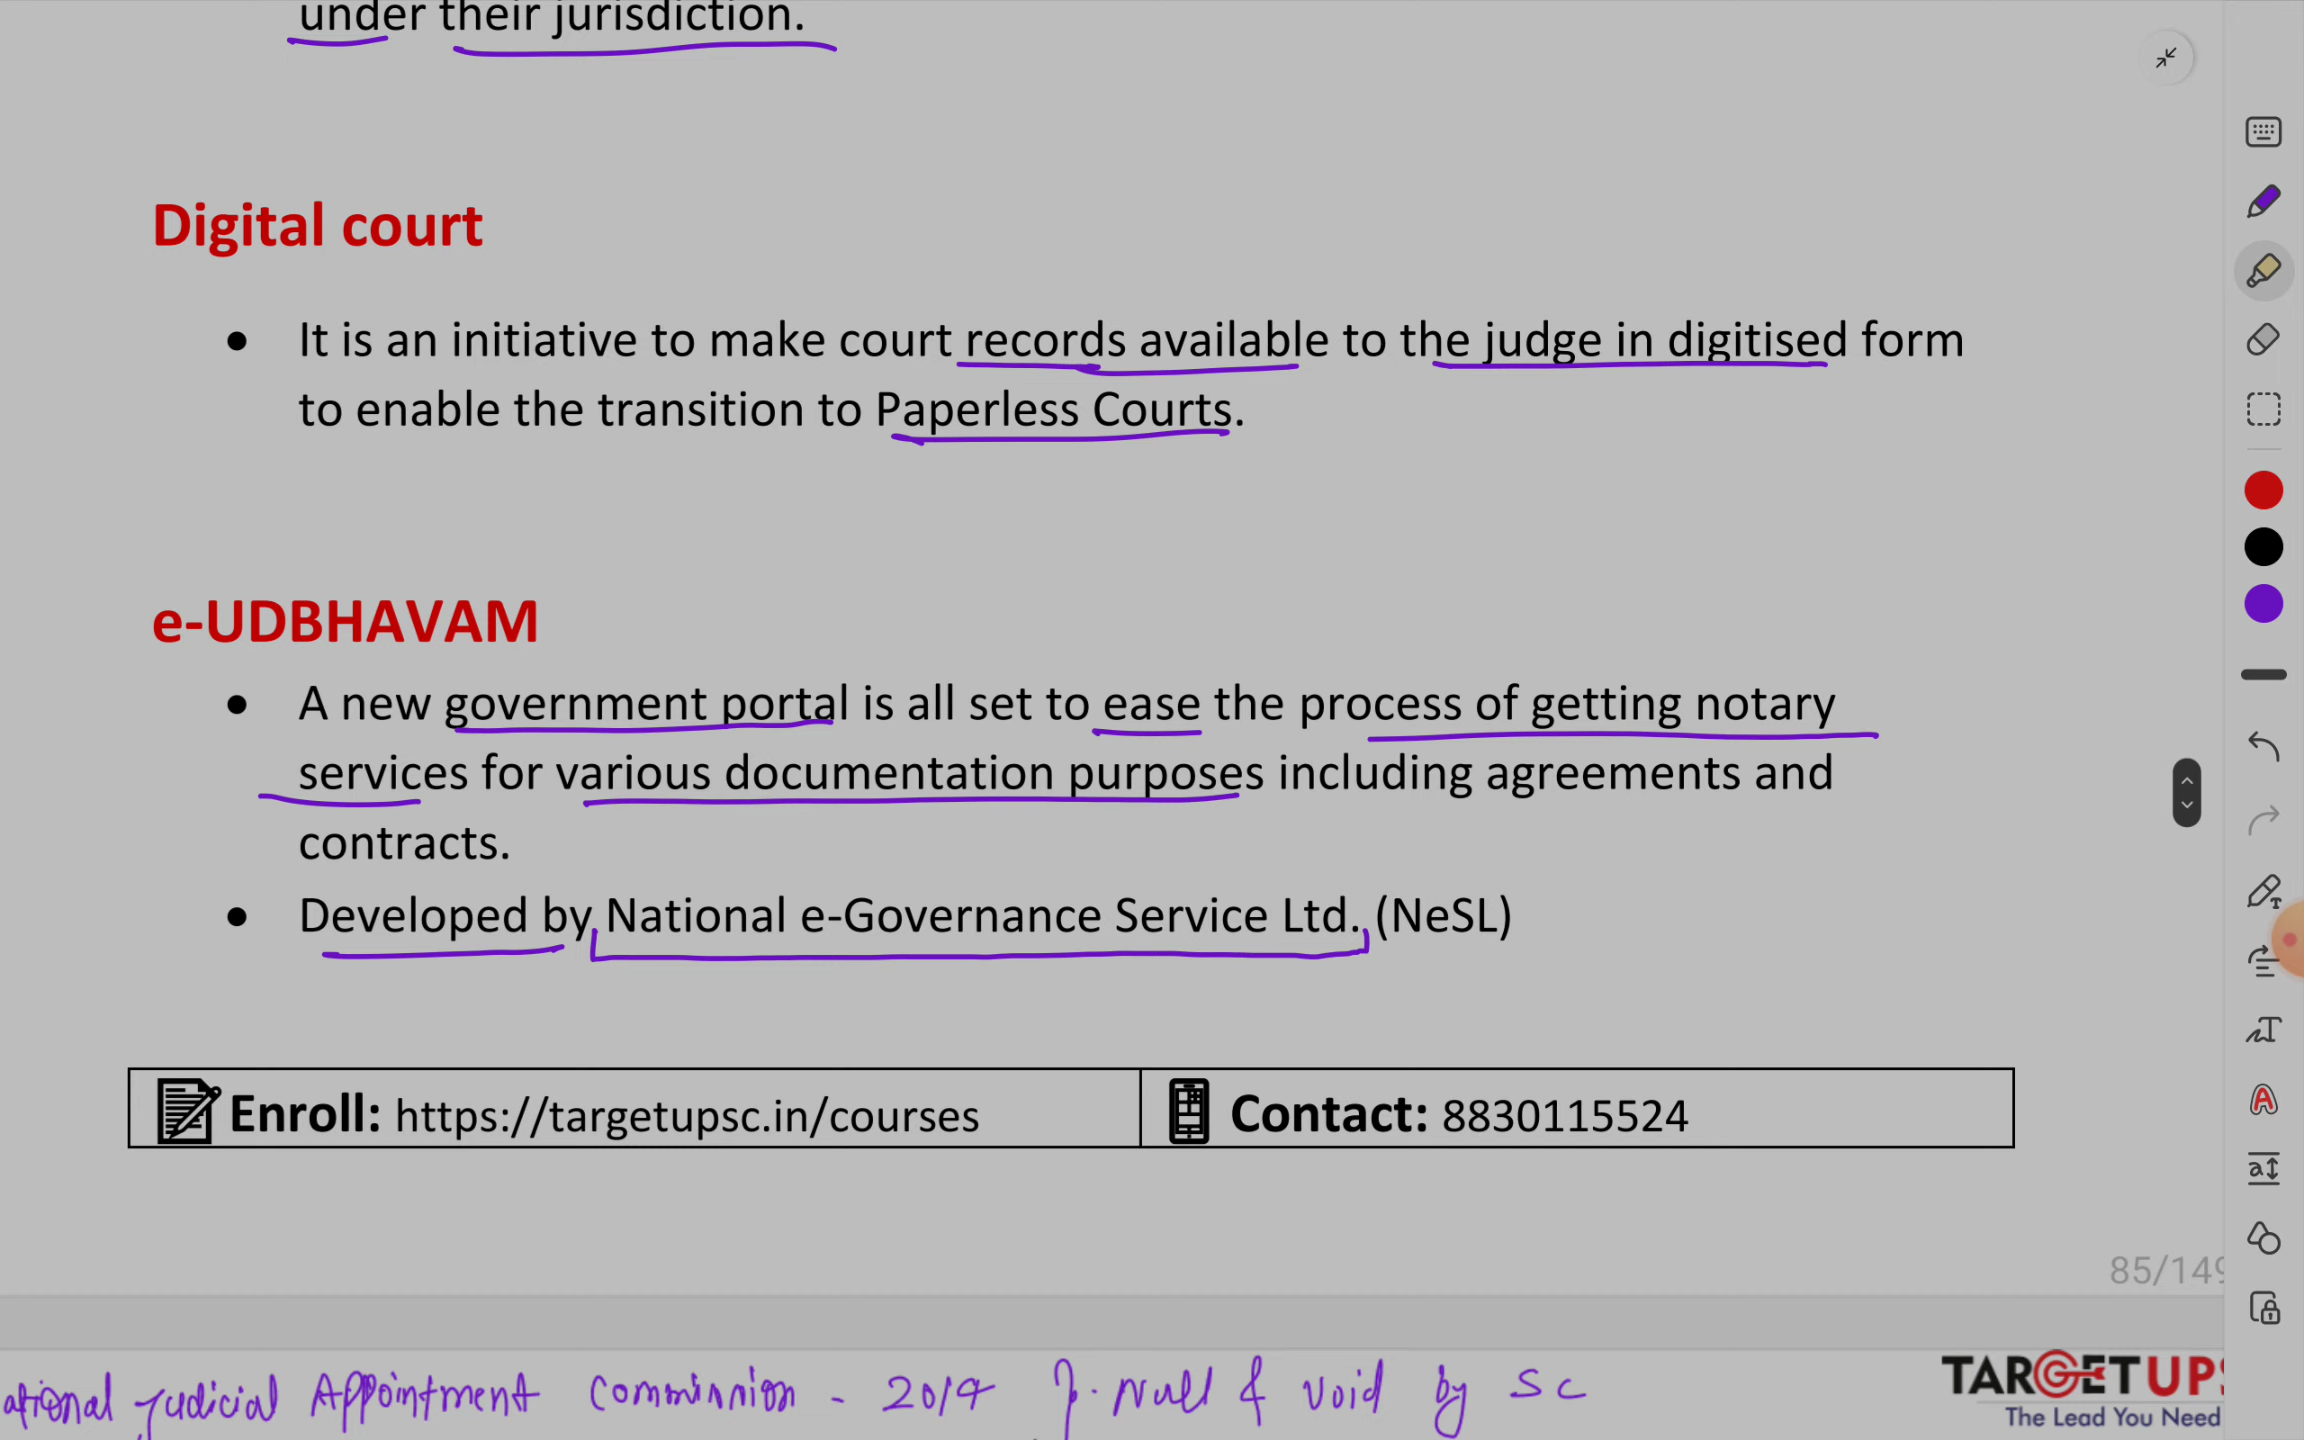 under their jurisdiction.
Digital court
● It is an initiative to make court records available to the judge in digitised form
to enable the transition to Paperless Courts.
e-UDBHAVAM
● A new government portal is all set to ease the process of getting notary
services for various documentation purposes including agreements and
contracts.
● Developed by National e-Governance Service Ltd. (NeSL)
Enroll: https://targetupsc.in/courses
Contact: 8830115524
85/149
ational Judicial Appointment Commission - 2014 Null & Void by SC
TARGETUPS
The Lead You Need